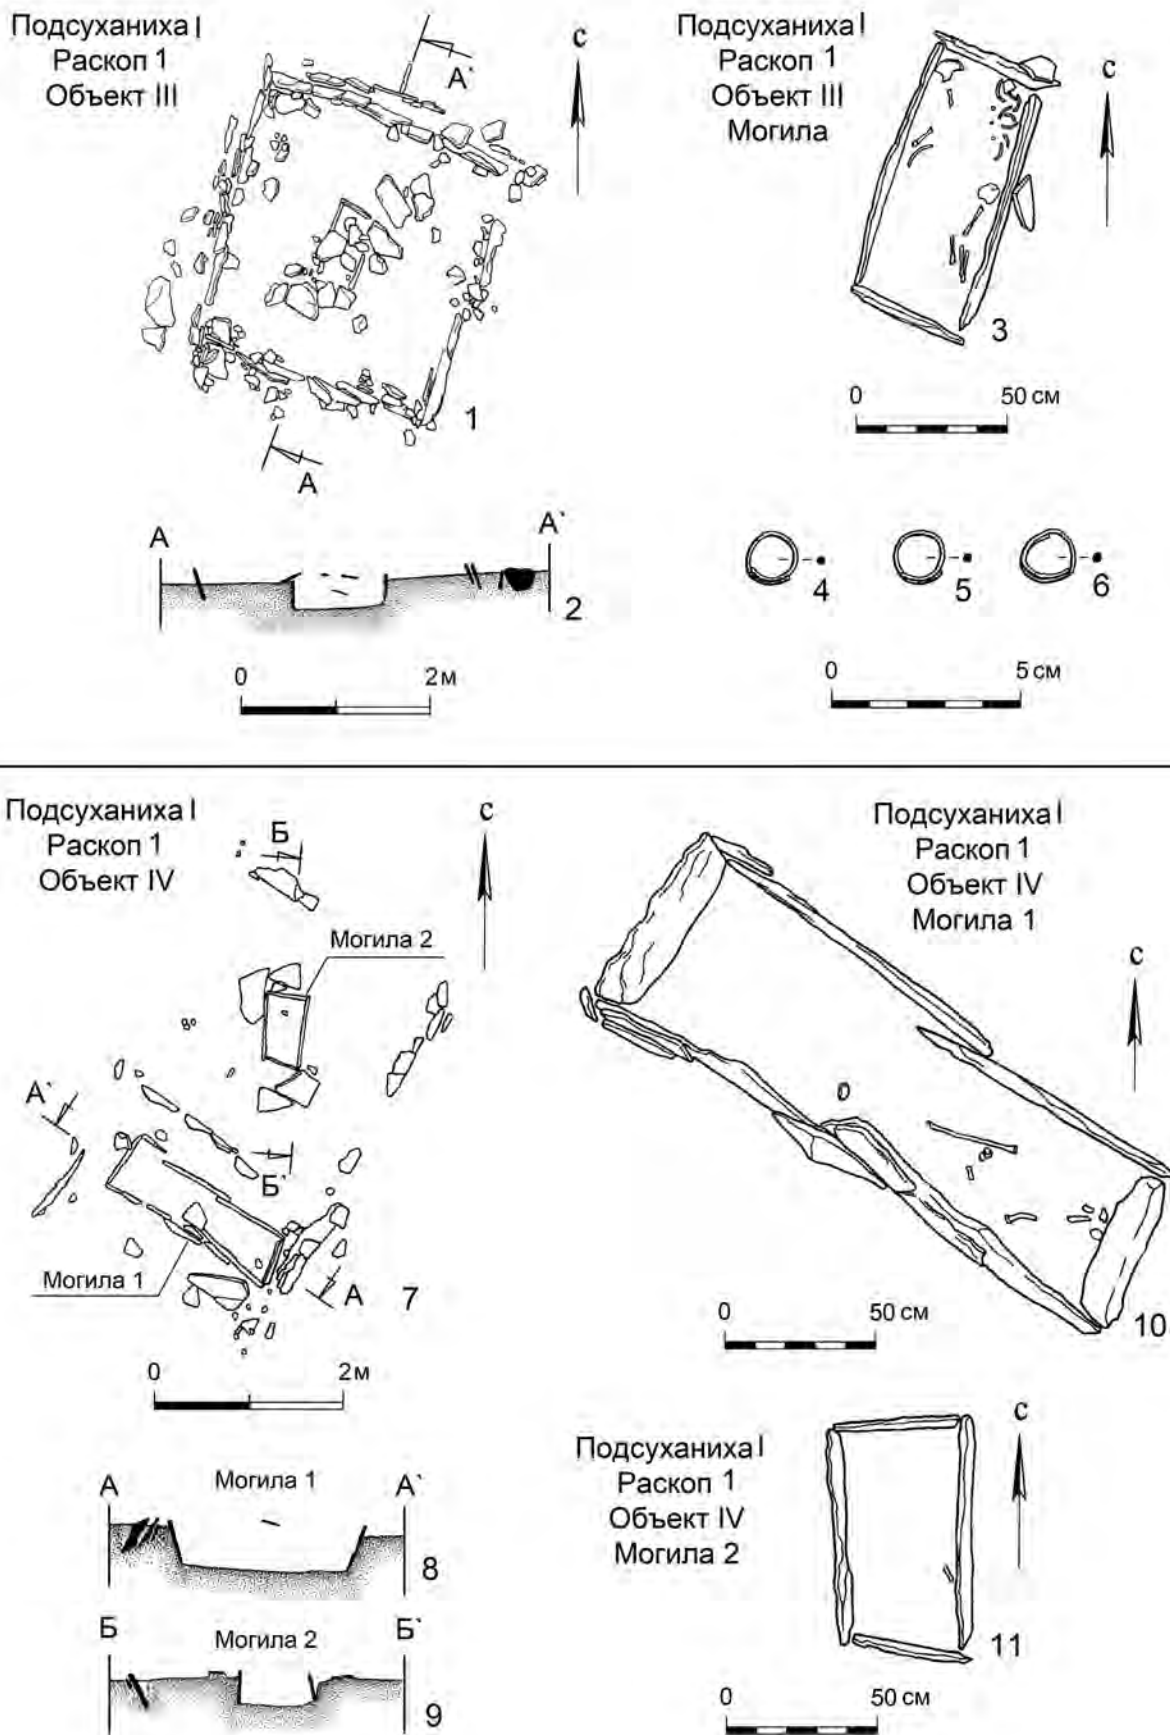 Подсуханиха I
Раскоп 1
Объект III
А`
с
1
А
А
А`
2
0 2 м
Подсуханиха I
Раскоп 1
Объект III
Могила
с
3
0 50 см
4
5
6
0 5 см
Подсуханиха I
Раскоп 1
Объект IV
Б
с
Могила 2
А`
Б`
Могила 1
А
7
0 2 м
А
Могила 1
А`
8
Б
Могила 2
Б`
9
Подсуханиха I
Раскоп 1
Объект IV
Могила 1
с
0 50 см
10
Подсуханиха I
Раскоп 1
Объект IV
Могила 2
с
11
0 50 см